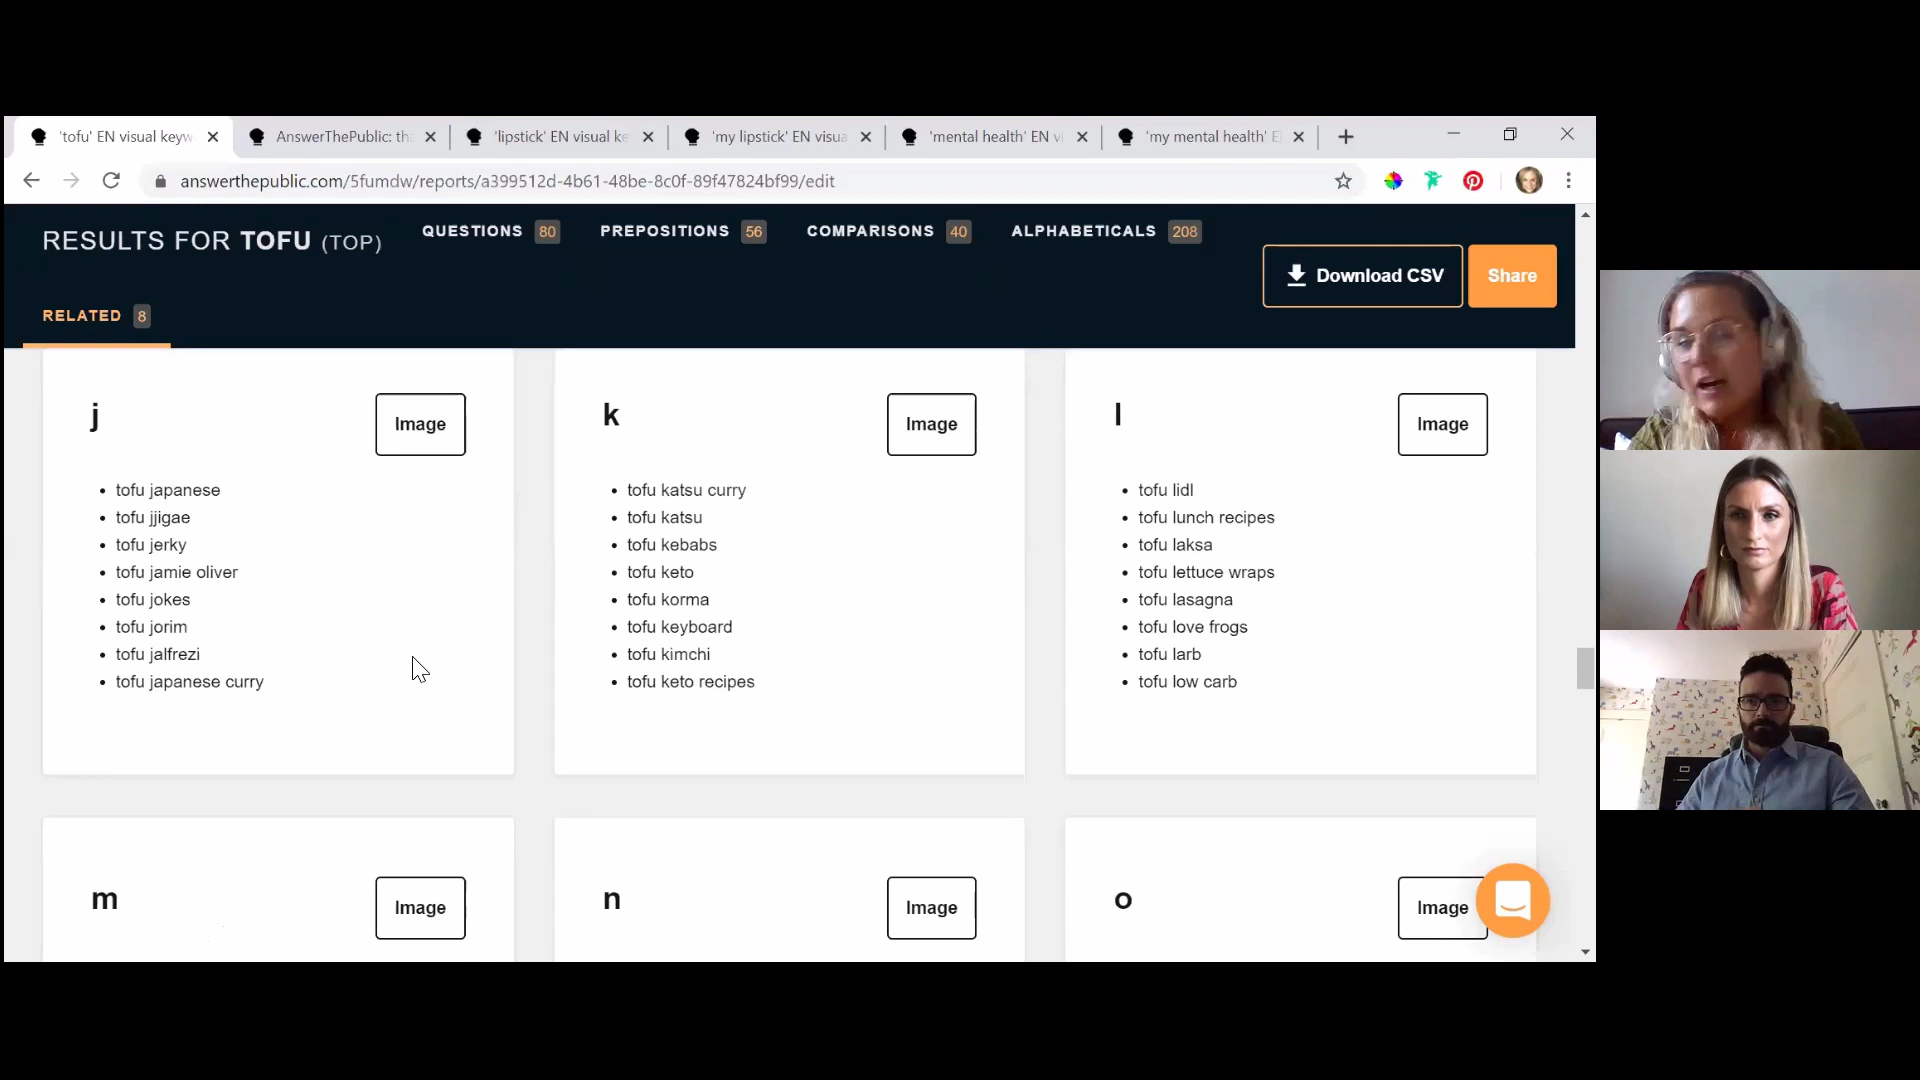 'tofu' EN visual keyw
AnswerThePublic: tha
'lipstick' EN visual ke
'my lipstick' EN visua
'mental health' EN vi
'my mental health' E
answerthepublic.com/5fumdw/reports/a399512d-4b61-48be-8c0f-89f47824bf99/edit
RESULTS FOR TOFU (TOP)
QUESTIONS 80
PREPOSITIONS 56
COMPARISONS 40
ALPHABETICALS 208
Download CSV
Share
RELATED 8
j
Image
tofu japanese
tofu jjigae
tofu jerky
tofu jamie oliver
tofu jokes
tofu jorim
tofu jalfrezi
tofu japanese curry
k
Image
tofu katsu curry
tofu katsu
tofu kebabs
tofu keto
tofu korma
tofu keyboard
tofu kimchi
tofu keto recipes
l
Image
tofu lidl
tofu lunch recipes
tofu laksa
tofu lettuce wraps
tofu lasagna
tofu love frogs
tofu larb
tofu low carb
m
Image
n
Image
o
Image